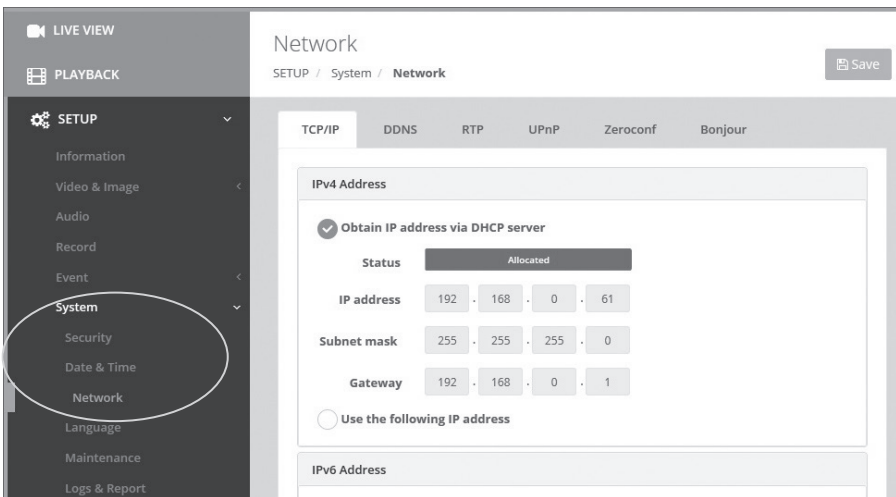 LIVE VIEW
PLAYBACK
SETUP
Information
Video & Image
Audio
Record
Event
System
Security
Date & Time
Network
Language
Maintenance
Logs & Report
Network
SETUP / System / Network
Save
TCP/IP DDNS RTP UPnP Zeroconf Bonjour
IPv4 Address
Obtain IP address via DHCP server
Status Allocated
IP address 192 . 168 . 0 . 61
Subnet mask 255 . 255 . 255 . 0
Gateway 192 . 168 . 0 . 1
Use the following IP address
IPv6 Address